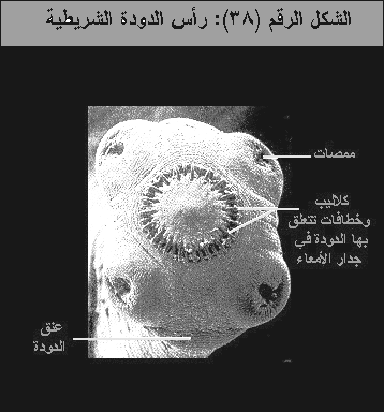 الشكل الرقم (٣٨): رأس الدودة الشريطية
ممصات
كلاليب
وخطافات تتعلق
بها الدودة في
جدار الأمعاء
عنق
الدودة